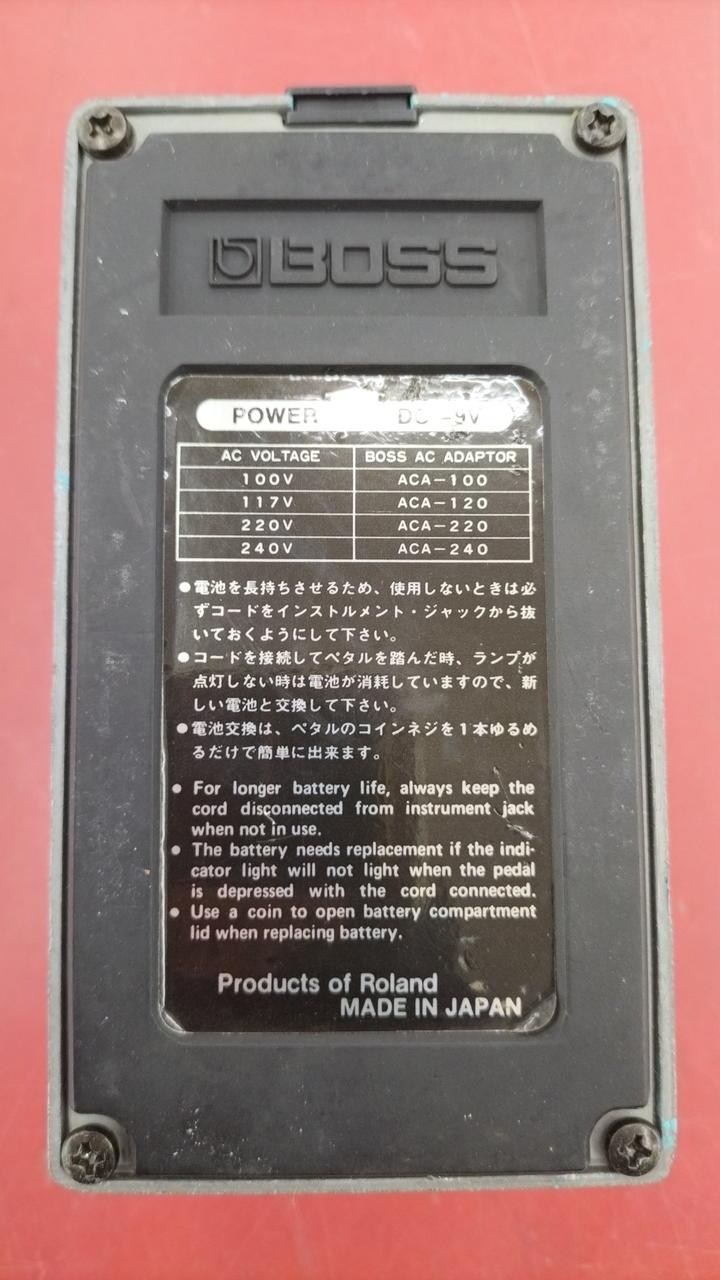 BOSS
POWER DC -9V
AC VOLTAGE BOSS AC ADAPTOR
100V ACA-100
117V ACA-120
220V ACA-220
240V ACA-240
●電池を長持ちさせるため、使用しないときは必
ずコードをインストルメント・ジャックから抜
いておくようにして下さい。
●コードを接続してペタルを踏んだ時、ランプが
点灯しない時は電池が消耗していますので、新
しい電池と交換して下さい。
●電池交換は、ペタルのコインネジを1本ゆるめ
るだけで簡単に出来ます。
● For longer battery life, always keep the
cord disconnected from instrument jack
when not in use.
● The battery needs replacement if the indi-
cator light will not light when the pedal
is depressed with the cord connected.
● Use a coin to open battery compartment
lid when replacing battery.
Products of Roland
MADE IN JAPAN